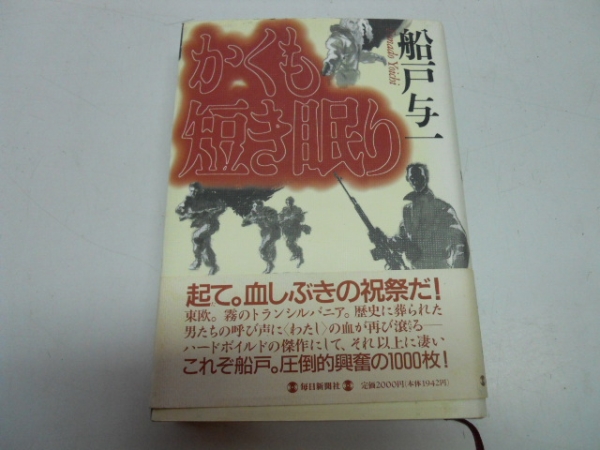 かくも
短き眠り
船戸与一
Funado Yoichi
起て。血しぶきの祝祭だ!
東欧。霧のトランシルバニア。歴史に葬られた
男たちの呼び声に〈わたし〉の血が再び滾る——
ハードボイルドの傑作にして、それ以上に凄い
これぞ船戸。圧倒的興奮の1000枚!
毎日新聞社
定価2000円(本体1942円)